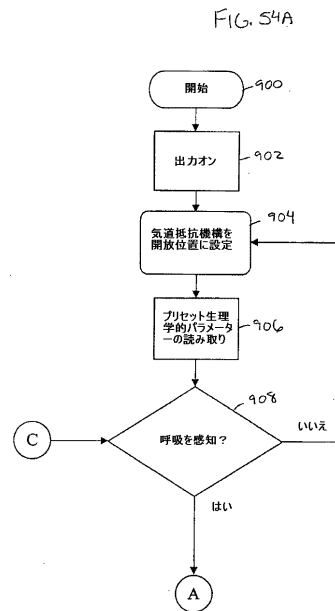 FIG. 54A
開始
900
出力オン
902
904
気道抵抗機構を
開放位置に設定
プリセット生理
学的パラメータ
ーの読み取り
906
908
呼吸を感知？
C
いいえ
はい
A